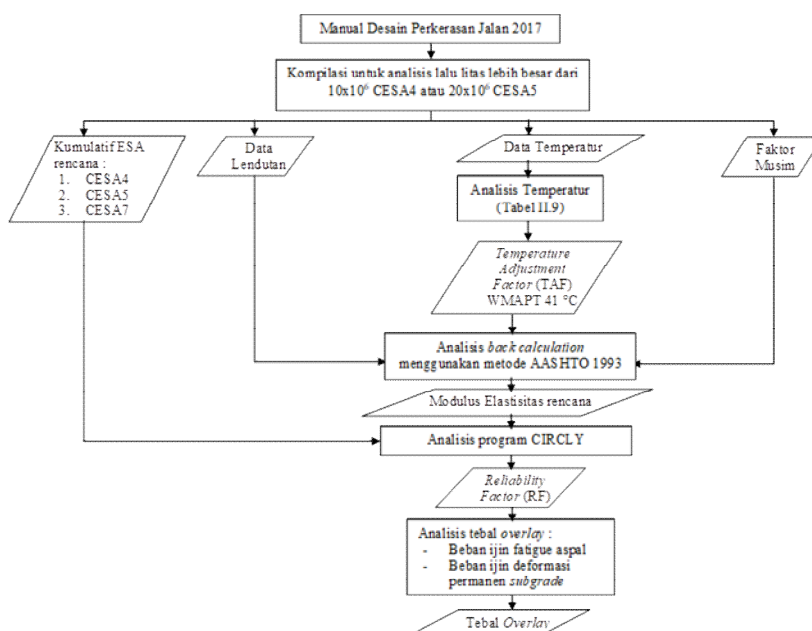 Manual Desain Perkerasan Jalan 2017
Kompilasi untuk analisis lalu litas lebih besar dari
10x10⁶ CESA4 atau 20x10⁶ CESA5
Kumulatif ESA
rencana :
1. CESA4
2. CESA5
3. CESA7
Data
Lendutan
Data Temperatur
Faktor
Musim
Analisis Temperatur
(Tabel II.9)
Temperature
Adjustment
Factor (TAF)
WMAPT 41 °C
Analisis back calculation
menggunakan metode AASHTO 1993
Modulus Elastisitas rencana
Analisis program CIRCLY
Reliability
Factor (RF)
Analisis tebal overlay :
- Beban ijin fatigue aspal
- Beban ijin deformasi
permanen subgrade
Tebal Overlay